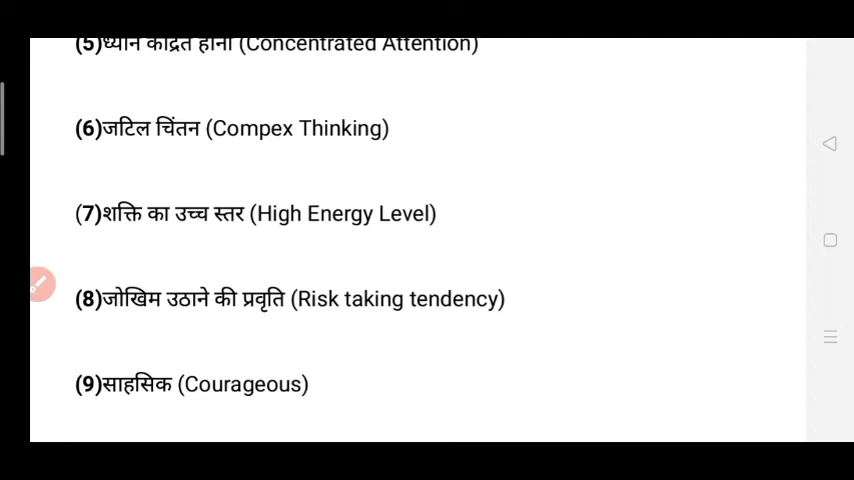 (5)ध्यान केंद्रित होना (Concentrated Attention)
(6)जटिल चिंतन (Compex Thinking)
(7)शक्ति का उच्च स्तर (High Energy Level)
(8)जोखिम उठाने की प्रवृति (Risk taking tendency)
(9)साहसिक (Courageous)